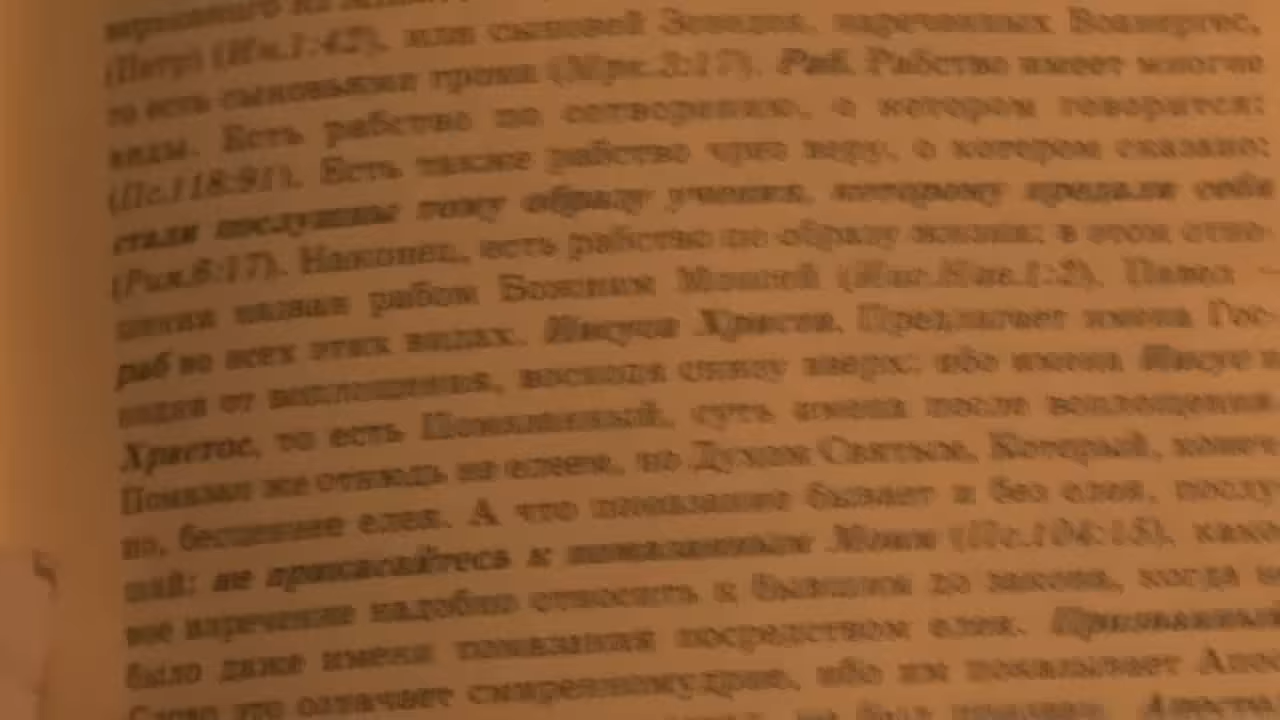 (Петр) (Ин.1:42), или сыновей Зеведея, нареченных Воанергес,
то есть сыновьями грома (Мрк.3:17). Раб. Рабство имеет многие
виды. Есть рабство по сотворению, о котором говорится:
(Пс.118:91). Есть также рабство чрез веру, о котором сказано:
стали послушны тому образу учения, которому предали себя
(Рим.6:17). Наконец, есть рабство по образу жизни: в этом отно-
шении назван рабом Божиим Моисей (Иис.Нав.1:2). Павел –
раб во всех этих видах. Иисуса Христа. Предлагает имена Гос-
пода от воплощения, восходя снизу вверх: ибо имена Иисус и
Христос, то есть Помазанный, суть имена после воплощения.
Помазан же отнюдь не елеем, но Духом Святым, Который, конеч-
но, бесценнее елея. А что помазание бывает и без елея, послу-
шай: не прикасайтесь к помазанным Моим (Пс.104:15), како-
вое наречение надобно относить к бывшим до закона, когда не
было даже имени помазания посредством елея. Призванный
Слово это означает смиренномудрие, ибо им показывает Апос-